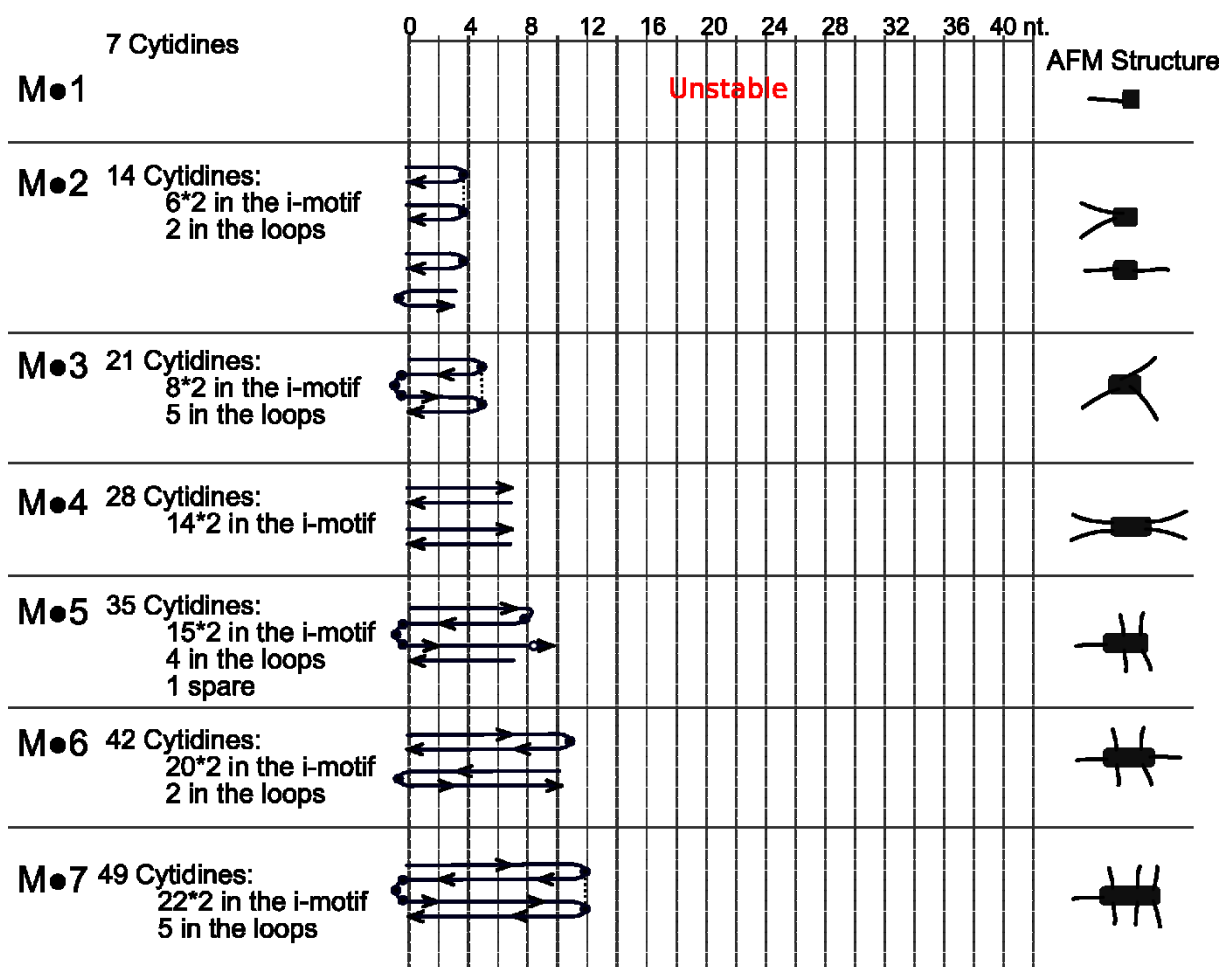 0 4 8 12 16 20 24 28 32 36 40 nt.
7 Cytidines
AFM Structure
M●1
Unstable
M●2 14 Cytidines:
6*2 in the i-motif
2 in the loops
M●3 21 Cytidines:
8*2 in the i-motif
5 in the loops
M●4 28 Cytidines:
14*2 in the i-motif
M●5 35 Cytidines:
15*2 in the i-motif
4 in the loops
1 spare
M●6 42 Cytidines:
20*2 in the i-motif
2 in the loops
M●7 49 Cytidines:
22*2 in the i-motif
5 in the loops